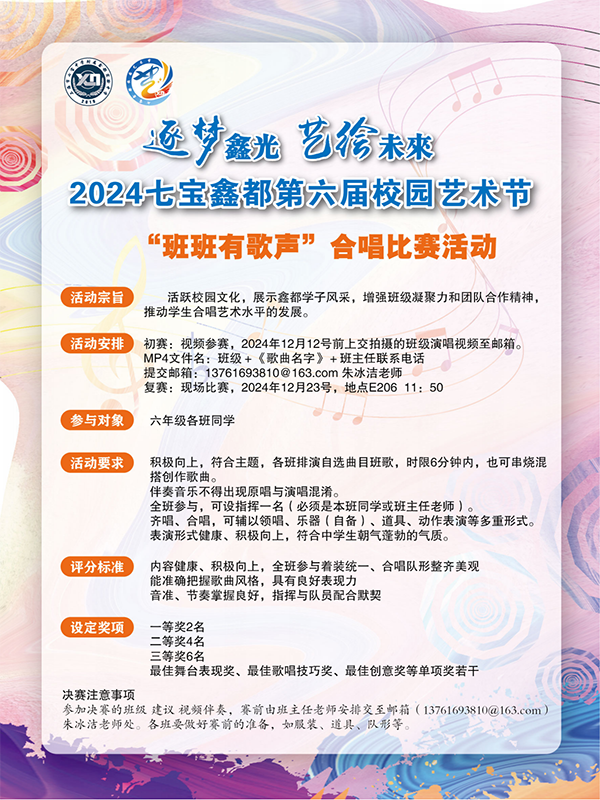 逐梦鑫光 艺绘未來
2024七宝鑫都第六届校园艺术节
“班班有歌声”合唱比赛活动
活动宗旨
活跃校园文化，展示鑫都学子风采，增强班级凝聚力和团队合作精神，
推动学生合唱艺术水平的发展。
活动安排
初赛：视频参赛，2024年12月12号前上交拍摄的班级演唱视频至邮箱。
MP4文件名：班级＋《歌曲名字》＋班主任联系电话
提交邮箱：13761693810@163.com 朱冰洁老师
复赛：现场比赛，2024年12月23号，地点E206 11：50
参与对象
六年级各班同学
活动要求
积极向上，符合主题，各班排演自选曲目班歌，时限6分钟内，也可串烧混
搭创作歌曲。
伴奏音乐不得出现原唱与演唱混淆。
全班参与，可设指挥一名（必须是本班同学或班主任老师）。
齐唱、合唱，可辅以领唱、乐器（自备）、道具、动作表演等多重形式。
表演形式健康、积极向上，符合中学生朝气蓬勃的气质。
评分标准
内容健康、积极向上，全班参与着装统一、合唱队形整齐美观
能准确把握歌曲风格，具有良好表现力
音准、节奏掌握良好，指挥与队员配合默契
设定奖项
一等奖2名
二等奖4名
三等奖6名
最佳舞台表现奖、最佳歌唱技巧奖、最佳创意奖等单项奖若干
决赛注意事项
参加决赛的班级 建议 视频伴奏，赛前由班主任老师安排交至邮箱（13761693810@163.com）
朱冰洁老师处。各班要做好赛前的准备，如服装、道具、队形等。